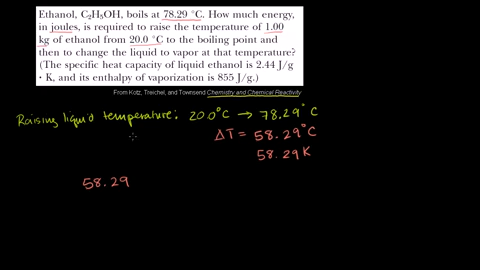 Ethanol, C₂H₅OH, boils at 78.29 °C. How much energy,
in joules, is required to raise the temperature of 1.00
kg of ethanol from 20.0 °C to the boiling point and
then to change the liquid to vapor at that temperature?
(The specific heat capacity of liquid ethanol is 2.44 J/g
· K, and its enthalpy of vaporization is 855 J/g.)
From Kotz, Treichel, and Townsend Chemistry and Chemical Reactivity
Raising liquid temperature: 20.0°C → 78.29°C
ΔT = 58.29°C
58.29 K
58.29